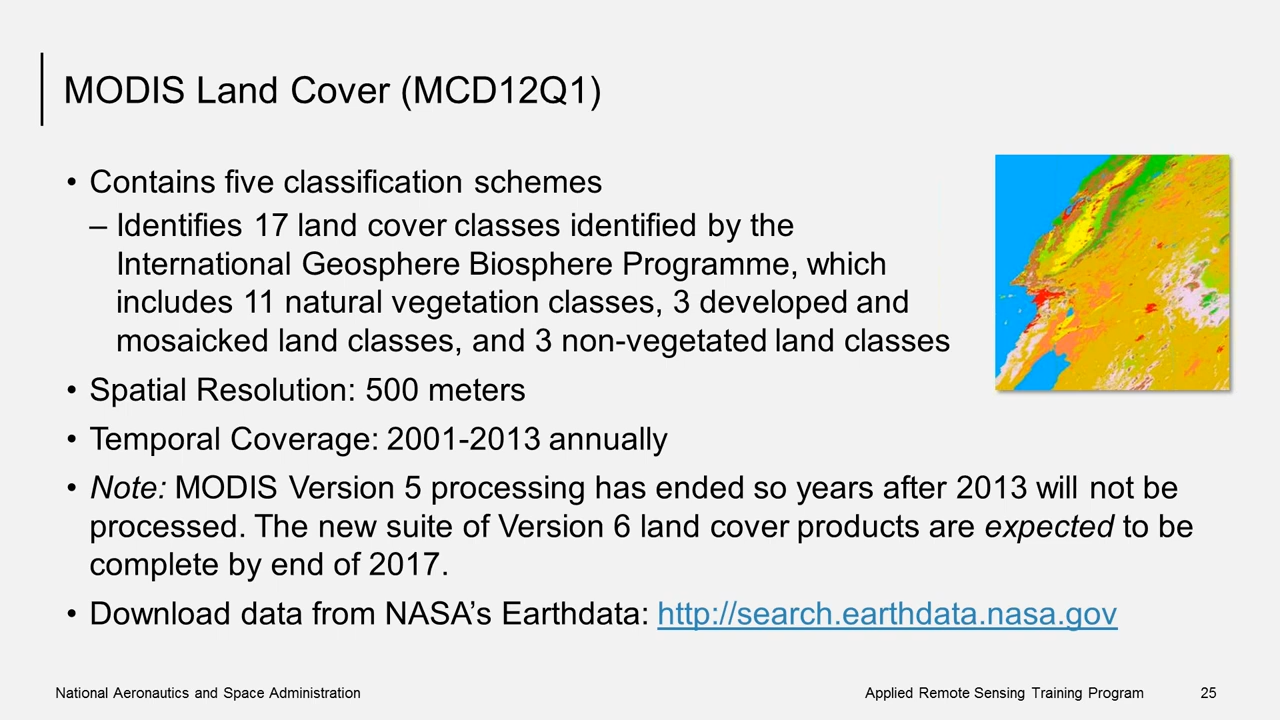 MODIS Land Cover (MCD12Q1)
• Contains five classification schemes
– Identifies 17 land cover classes identified by the
International Geosphere Biosphere Programme, which
includes 11 natural vegetation classes, 3 developed and
mosaicked land classes, and 3 non-vegetated land classes
• Spatial Resolution: 500 meters
• Temporal Coverage: 2001-2013 annually
• Note: MODIS Version 5 processing has ended so years after 2013 will not be
processed. The new suite of Version 6 land cover products are expected to be
complete by end of 2017.
• Download data from NASA’s Earthdata: http://search.earthdata.nasa.gov
National Aeronautics and Space Administration
Applied Remote Sensing Training Program
25